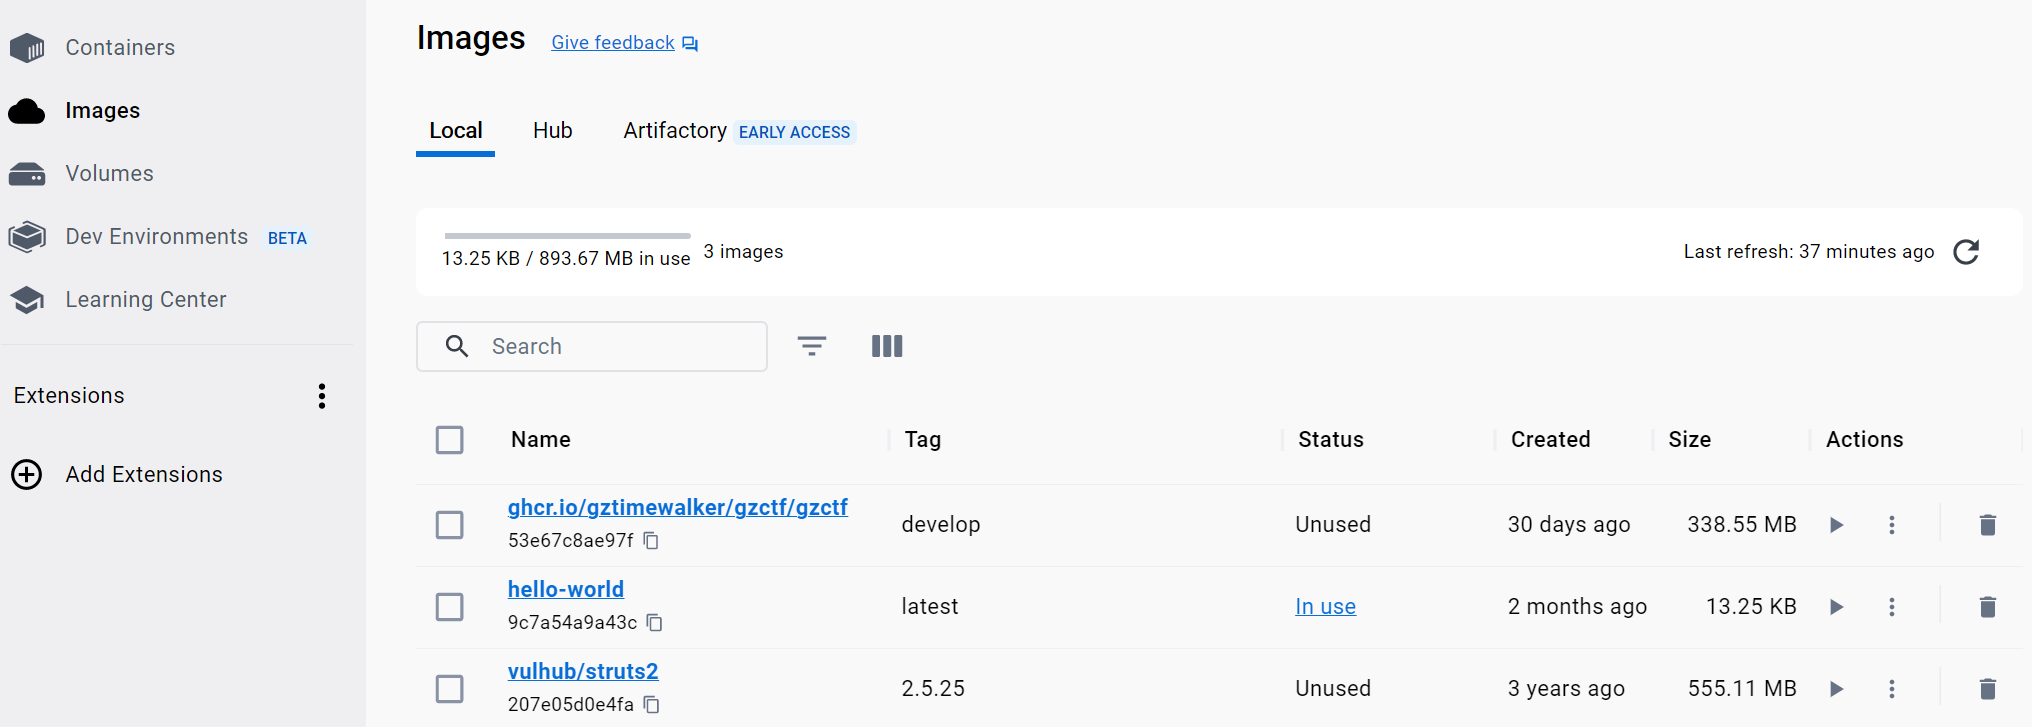 Containers
Images
Volumes
Dev Environments BETA
Learning Center
Extensions
Add Extensions
Images Give feedback
Local Hub Artifactory EARLY ACCESS
13.25 KB / 893.67 MB in use 3 images Last refresh: 37 minutes ago
Search
Name Tag Status Created Size Actions
ghcr.io/gztimewalker/gzctf/gzctf
53e67c8ae97f
develop Unused 30 days ago 338.55 MB
hello-world
9c7a54a9a43c
latest In use 2 months ago 13.25 KB
vulhub/struts2
207e05d0e4fa
2.5.25 Unused 3 years ago 555.11 MB